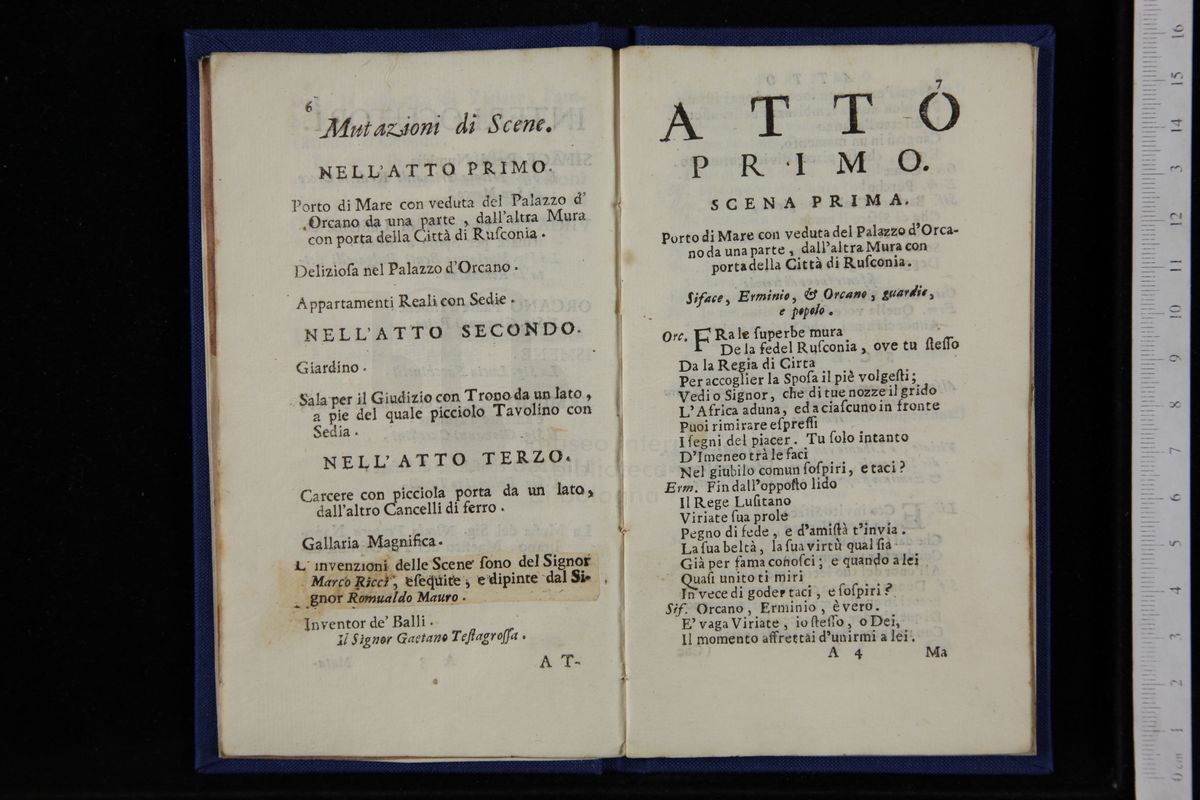 6
Mutazioni di Scene.
NELL'ATTO PRIMO.
Porto di Mare con veduta del Palazzo d'
Orcano da una parte , dall'altra Mura
con porta della Città di Ruſconia .
Delizioſa nel Palazzo d'Orcano .
Appartamenti Reali con Sedie .
NELL'ATTO SECONDO.
Giardino .
Sala per il Giudizio con Trono da un lato ,
a pie del quale picciolo Tavolino con
Sedia .
NELL'ATTO TERZO.
Carcere con picciola porta da un lato,
dall'altro Cancelli di ferro .
Gallaria Magnifica .
L' invenzioni delle Scene ſono del Signor
Marco Ricci , eſequite , e dipinte dal Si-
gnor Romualdo Mauro .
Inventor de' Balli .
Il Signor Gaetano Teſtagroſſa .
A T-
7
ATTO
PRIMO.
SCENA PRIMA.
Porto di Mare con veduta del Palazzo d'Orca-
no da una parte , dall'altra Mura con
porta della Città di Ruſconia .
Siface , Erminio , & Orcano , guardie ,
e popolo .
Orc. FRa le ſuperbe mura
De la fedel Ruſconia , ove tu ſteſſo
Da la Regia di Cirta
Per accoglier la Spoſa il piè volgeſti ;
Vedi o Signor , che di tue nozze il grido
L'Africa aduna , ed a ciaſcuno in fronte
Puoi rimirare eſpreſſi
I ſegni del piacer . Tu ſolo intanto
D'Imeneo trà le faci
Nel giubilo comun ſoſpiri , e taci ?
Erm. Fin dall'oppoſto lido
Il Rege Luſitano
Viriate ſua prole
Pegno di fede , e d'amiſtà t'invia .
La ſua beltà , la ſua virtù qual ſia
Già per fama conoſci ; e quando a lei
Quaſi unito ti miri
In vece di goder taci , e ſoſpiri ?
Sif. Orcano , Erminio , è vero .
E' vaga Viriate , io ſteſſo , o Dei,
Il momento affrettai d'unirmi a lei .
A 4 Ma